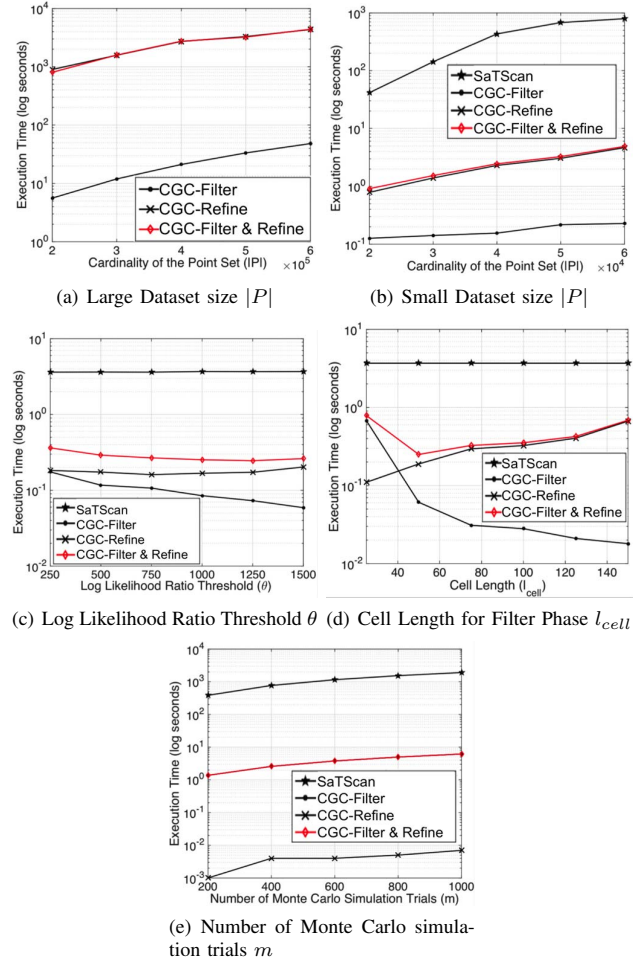 Execution Time (log seconds)
10^4
10^3
10^2
10^1
10^0
CGC-Filter
CGC-Refine
CGC-Filter & Refine
2 3 4 5 6
Cardinality of the Point Set (|P|) ×10^5
(a) Large Dataset size |P|
Execution Time (log seconds)
10^3
10^2
10^1
10^0
10^-1
SaTScan
CGC-Filter
CGC-Refine
CGC-Filter & Refine
2 3 4 5 6
Cardinality of the Point Set (|P|) ×10^4
(b) Small Dataset size |P|
Execution Time (log seconds)
10^1
10^0
10^-1
10^-2
SaTScan
CGC-Filter
CGC-Refine
CGC-Filter & Refine
250 500 750 1000 1250 1500
Log Likelihood Ratio Threshold (θ)
(c) Log Likelihood Ratio Threshold θ
Execution Time (log seconds)
10^1
10^0
10^-1
10^-2
SaTScan
CGC-Filter
CGC-Refine
CGC-Filter & Refine
40 60 80 100 120 140
Cell Length (l_cell)
(d) Cell Length for Filter Phase l_cell
Execution Time (log seconds)
10^4
10^3
10^2
10^1
10^0
10^-1
10^-2
10^-3
SaTScan
CGC-Filter
CGC-Refine
CGC-Filter & Refine
200 400 600 800 1000
Number of Monte Carlo Simulation Trials (m)
(e) Number of Monte Carlo simula-
tion trials m